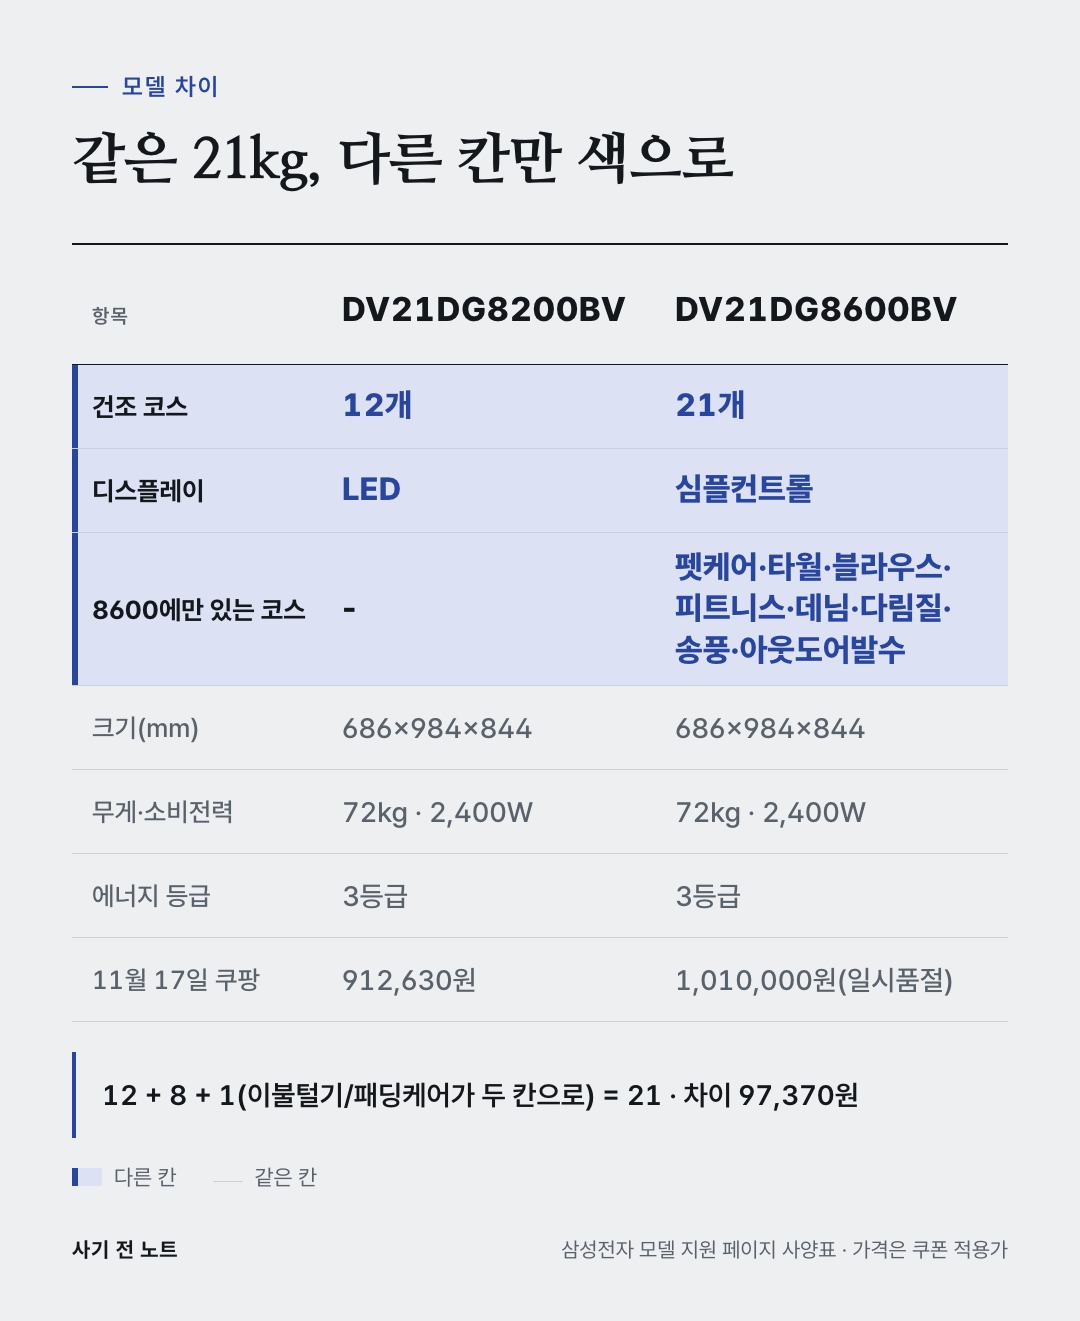 모델 차이
같은 21kg, 다른 칸만 색으로
항목 DV21DG8200BV DV21DG8600BV
건조 코스 12개 21개
디스플레이 LED 심플컨트롤
8600에만 있는 코스 - 펫케어·타월·블라우스·
피트니스·데님·다림질·
송풍·아웃도어발수
크기(mm) 686×984×844 686×984×844
무게·소비전력 72kg · 2,400W 72kg · 2,400W
에너지 등급 3등급 3등급
11월 17일 쿠팡 912,630원 1,010,000원(일시품절)
12 + 8 + 1(이불털기/패딩케어가 두 칸으로) = 21 · 차이 97,370원
다른 칸 같은 칸
사기 전 노트 삼성전자 모델 지원 페이지 사양표 · 가격은 쿠폰 적용가